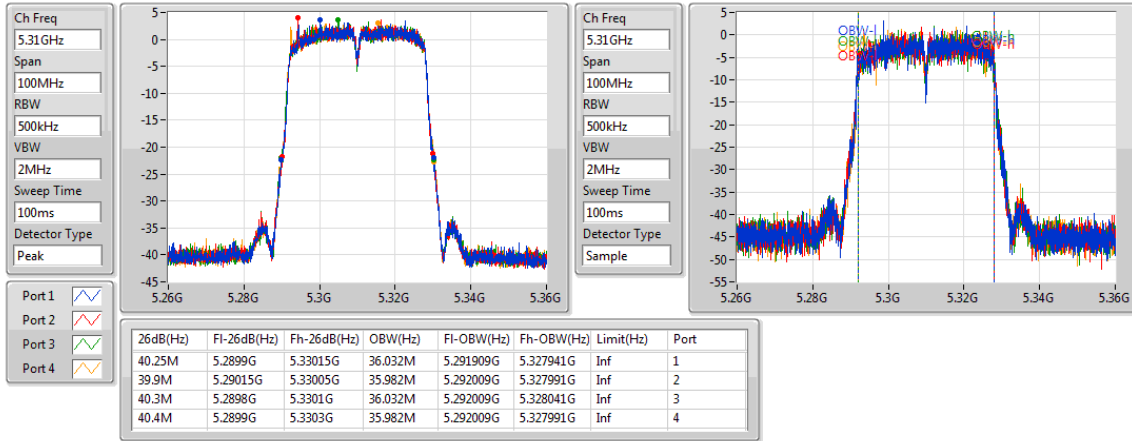 Ch Freq
5.31GHz
Span
100MHz
RBW
500kHz
VBW
2MHz
Sweep Time
100ms
Detector Type
Peak
5
0
-5
-10
-15
-20
-25
-30
-35
-40
-45
5.26G 5.28G 5.3G 5.32G 5.34G 5.36G
Ch Freq
5.31GHz
Span
100MHz
RBW
500kHz
VBW
2MHz
Sweep Time
100ms
Detector Type
Sample
5
0
-5
-10
-15
-20
-25
-30
-35
-40
-45
-50
-55
OBW-l
5.26G 5.28G 5.3G 5.32G 5.34G 5.36G
Port 1
Port 2
Port 3
Port 4
26dB(Hz) Fl-26dB(Hz) Fh-26dB(Hz) OBW(Hz) Fl-OBW(Hz) Fh-OBW(Hz) Limit(Hz) Port
40.25M 5.2899G 5.33015G 36.032M 5.291909G 5.327941G Inf 1
39.9M 5.29015G 5.33005G 35.982M 5.292009G 5.327991G Inf 2
40.3M 5.2898G 5.3301G 36.032M 5.292009G 5.328041G Inf 3
40.4M 5.2899G 5.3303G 35.982M 5.292009G 5.327991G Inf 4